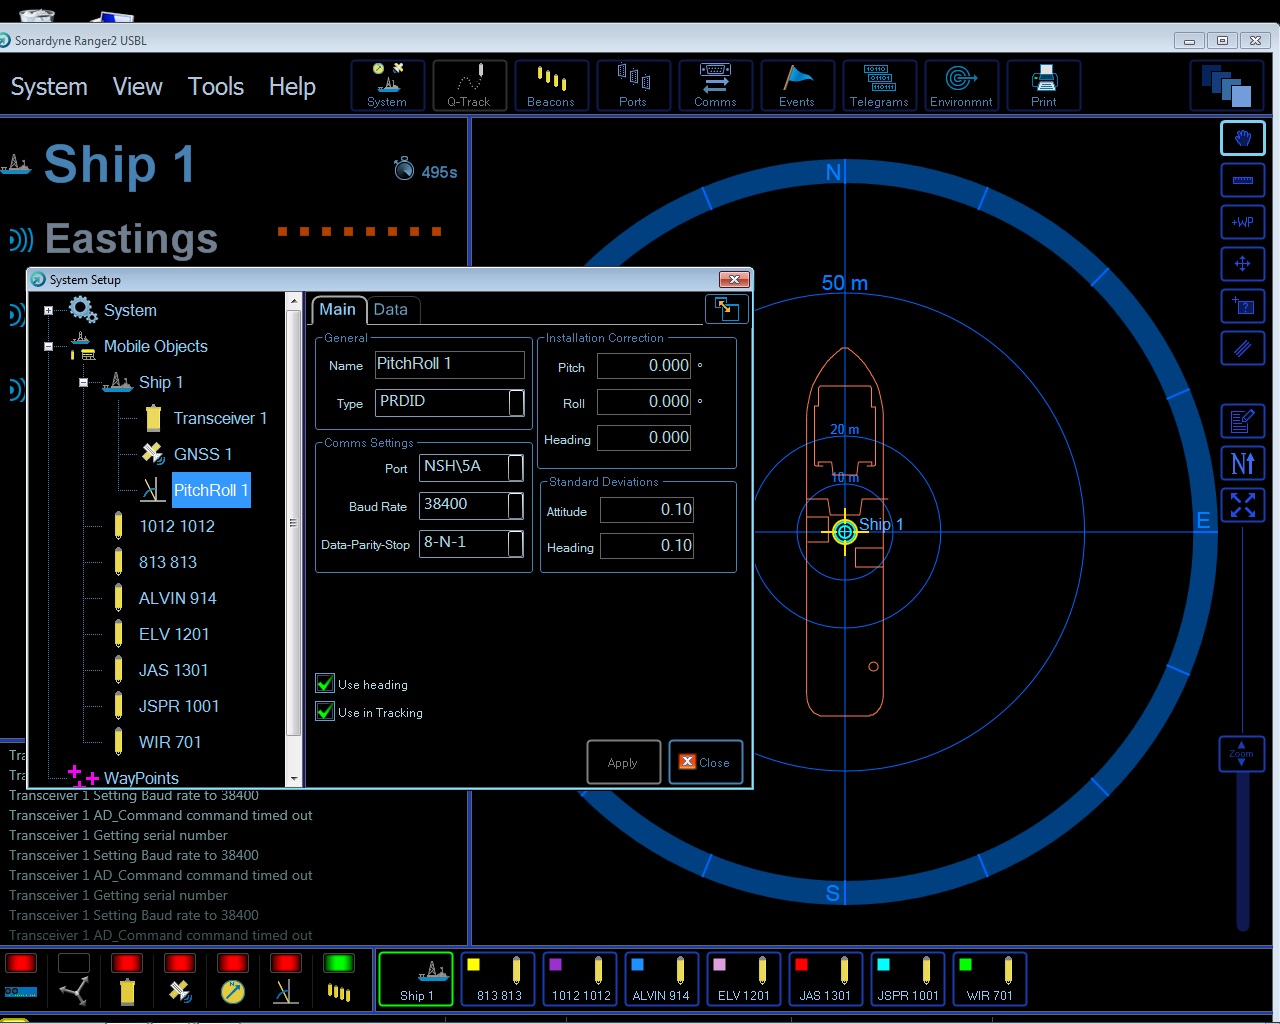 Sonardyne Ranger2 USBL
System View Tools Help
System Q-Track Beacons Ports Comms Events Telegrams Environmnt Print
Ship 1
495s
Eastings
System Setup
System
Mobile Objects
Ship 1
Transceiver 1
GNSS 1
PitchRoll 1
1012 1012
813 813
ALVIN 914
ELV 1201
JAS 1301
JSPR 1001
WIR 701
WayPoints
Main Data
General
Name PitchRoll 1
Type PRDID
Comms Settings
Port NSH\5A
Baud Rate 38400
Data-Parity-Stop 8-N-1
Installation Correction
Pitch 0.000 °
Roll 0.000 °
Heading 0.000
Standard Deviations
Attitude 0.10
Heading 0.10
Use heading
Use in Tracking
Apply Close
N
50 m
20 m
10 m
Ship 1
E
S
+WP
+?
N
Zoom
Transceiver 1 Setting Baud rate to 38400
Transceiver 1 AD_Command command timed out
Transceiver 1 Getting serial number
Transceiver 1 Setting Baud rate to 38400
Transceiver 1 AD_Command command timed out
Transceiver 1 Getting serial number
Transceiver 1 Setting Baud rate to 38400
Transceiver 1 AD_Command command timed out
Ship 1 813 813 1012 1012 ALVIN 914 ELV 1201 JAS 1301 JSPR 1001 WIR 701